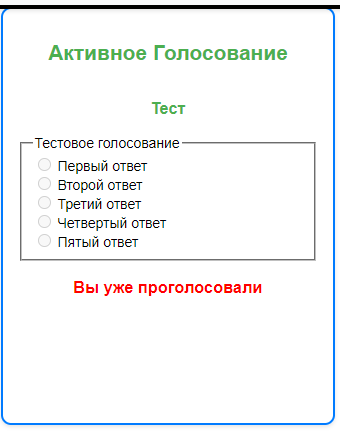 Активное Голосование
Тест
Тестовое голосование
Первый ответ
Второй ответ
Третий ответ
Четвертый ответ
Пятый ответ
Вы уже проголосовали